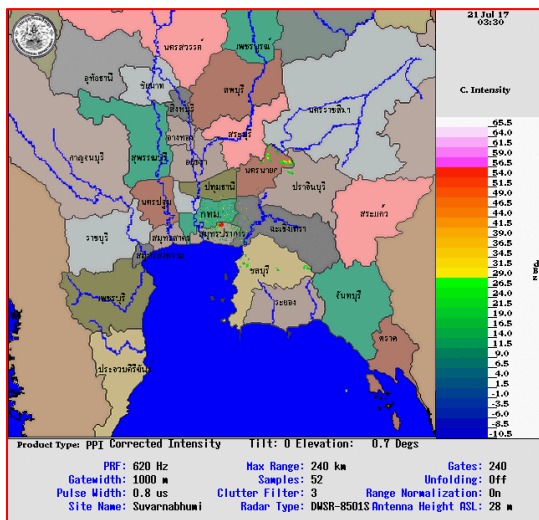 21 Jul 17
03:30
C. Intensity
65.5
64.0
61.5
59.0
56.5
54.0
51.5
49.0
46.5
44.0
41.5
39.0
36.5
34.0
31.5
29.0
26.5
24.0
21.5
19.0
16.5
14.0
11.5
9.0
6.5
4.0
1.5
-1.0
-3.5
-6.0
-8.5
-10.5
นครสวรรค์
เพชรบูรณ์
อุทัยธานี
ชัยนาท
ลพบุรี
สิงห์บุรี
นครราชสีมา
สระบุรี
อ่างทอง
กาญจนบุรี
สุพรรณบุรี
อยุธยา
นครนายก
ปทุมธานี
ปราจีนบุรี
นครปฐม
กทม.
สระแก้ว
ฉะเชิงเทรา
ราชบุรี
สมุทรสาคร
สมุทรปราการ
สมุทรสงคราม
ชลบุรี
เพชรบุรี
ระยอง
จันทบุรี
ตราด
ประจวบคีรีขันธ์
Product Type: PPI Corrected Intensity Tilt: 0 Elevation: 0.7 Degs
PRF: 620 Hz Max Range: 240 km Gates: 240
Gatewidth: 1000 m Samples: 52 Unfolding: Off
Pulse Width: 0.8 us Clutter Filter: 3 Range Normalization: On
Site Name: Suvarnabhumi Radar Type: DWSR-8501S Antenna Height ASL: 28 m